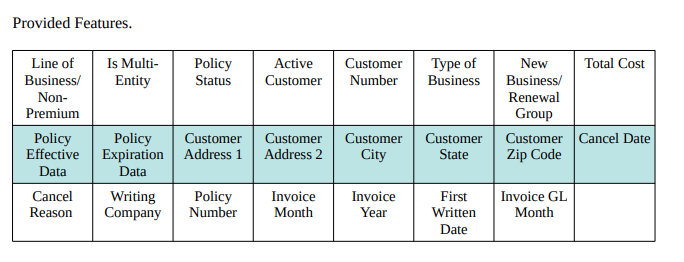 Provided Features.
Line of Business/ Non-Premium | Is Multi-Entity | Policy Status | Active Customer | Customer Number | Type of Business | New Business/ Renewal Group | Total Cost
Policy Effective Data | Policy Expiration Data | Customer Address 1 | Customer Address 2 | Customer City | Customer State | Customer Zip Code | Cancel Date
Cancel Reason | Writing Company | Policy Number | Invoice Month | Invoice Year | First Written Date | Invoice GL Month